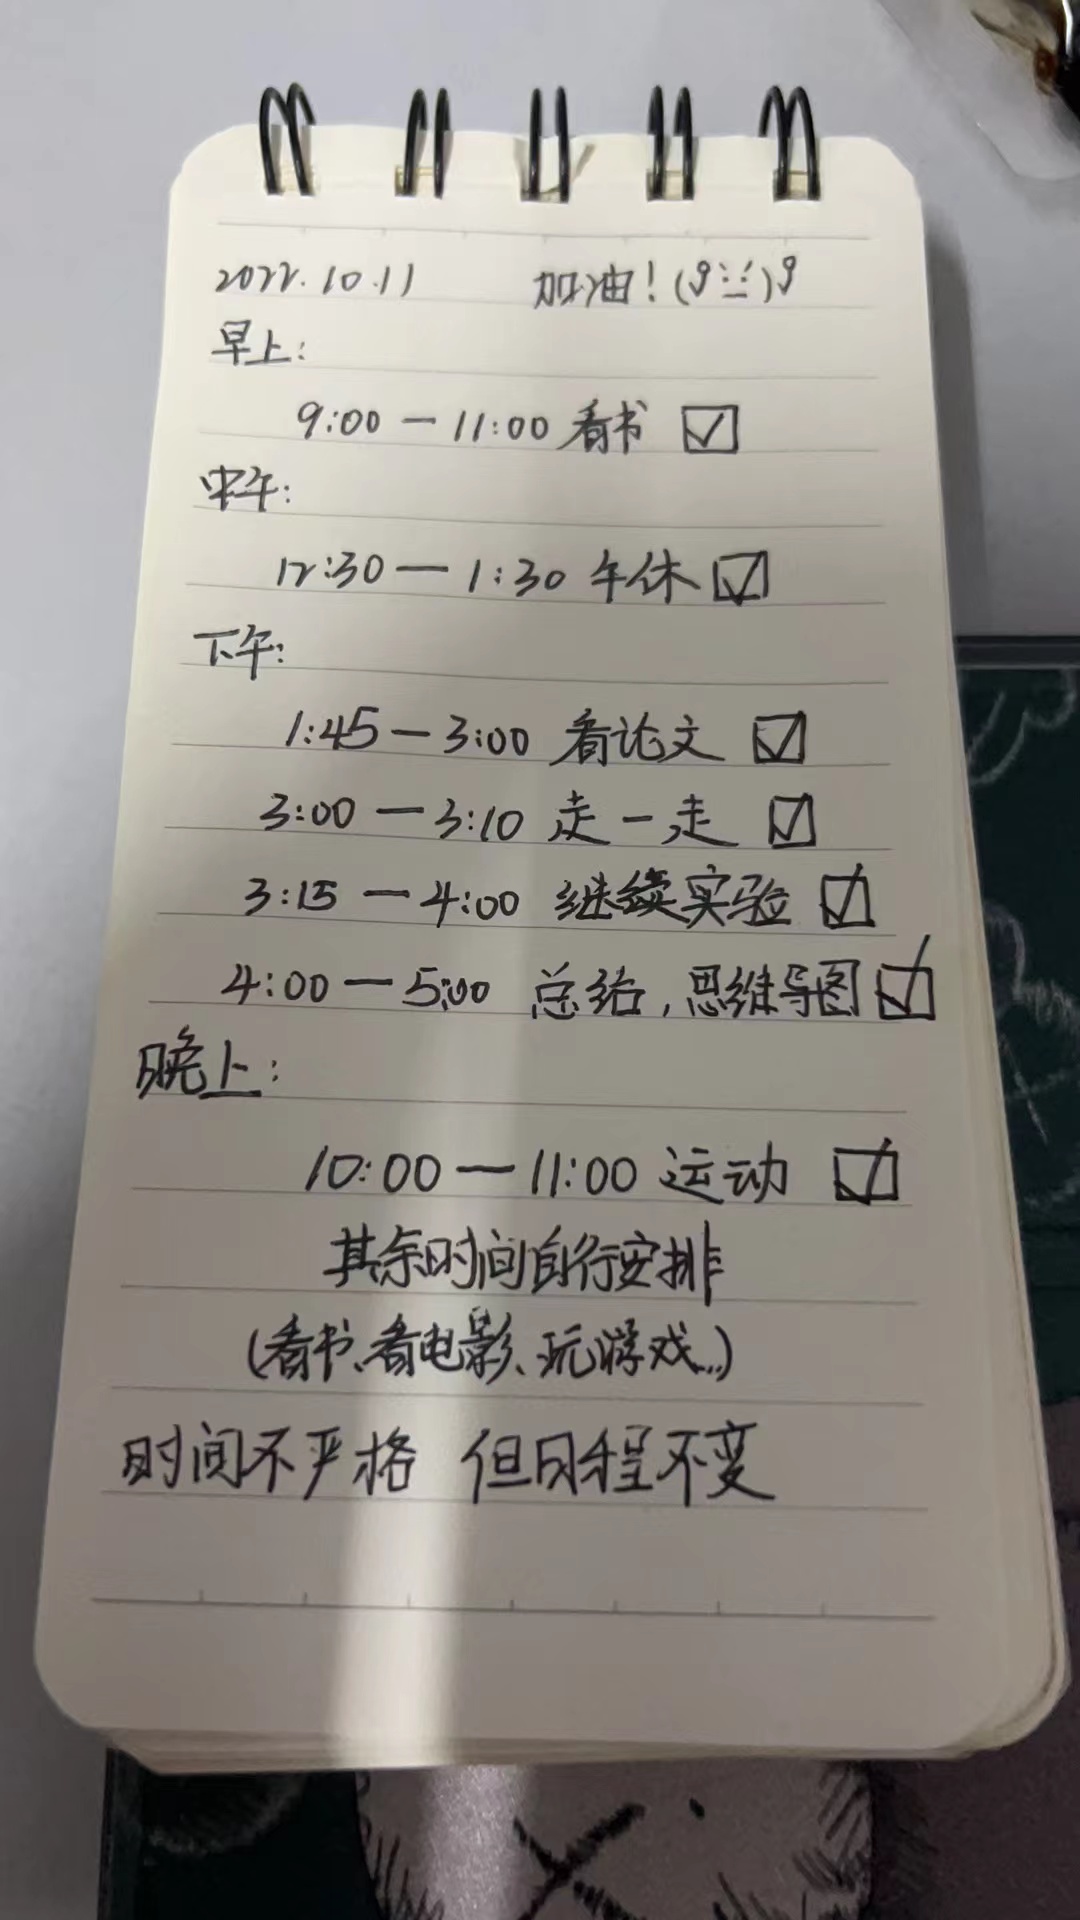 2022.10.11 加油！(و ˙ ˙̫)و
早上：
9:00 — 11:00 看书 ☑
中午：
12:30 — 1:30 午休 ☑
下午：
1:45 — 3:00 看论文 ☑
3:00 — 3:10 走一走 ☑
3:15 — 4:00 继续实验 ☑
4:00 — 5:00 总结，思维导图 ☑
晚上：
10:00 — 11:00 运动 ☑
其余时间自行安排
(看书、看电影、玩游戏...)
时间不严格 但日程不变